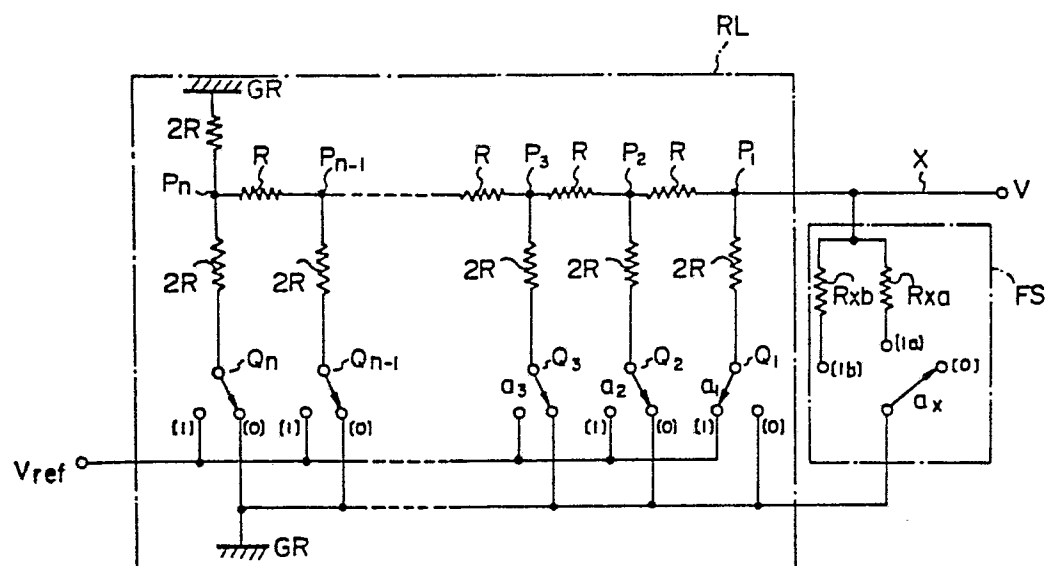 RL
GR
2R
R
Pn
Pn-1
R
P3
R
P2
R
P1
X
V
2R
2R
2R
2R
2R
Rxb
Rxa
FS
Qn
Qn-1
Q3
Q2
Q1
(1a)
(1b)
(0)
a3
a2
a1
ax
(1)
(0)
(1)
(0)
(1)
(0)
(1)
(0)
Vref
GR